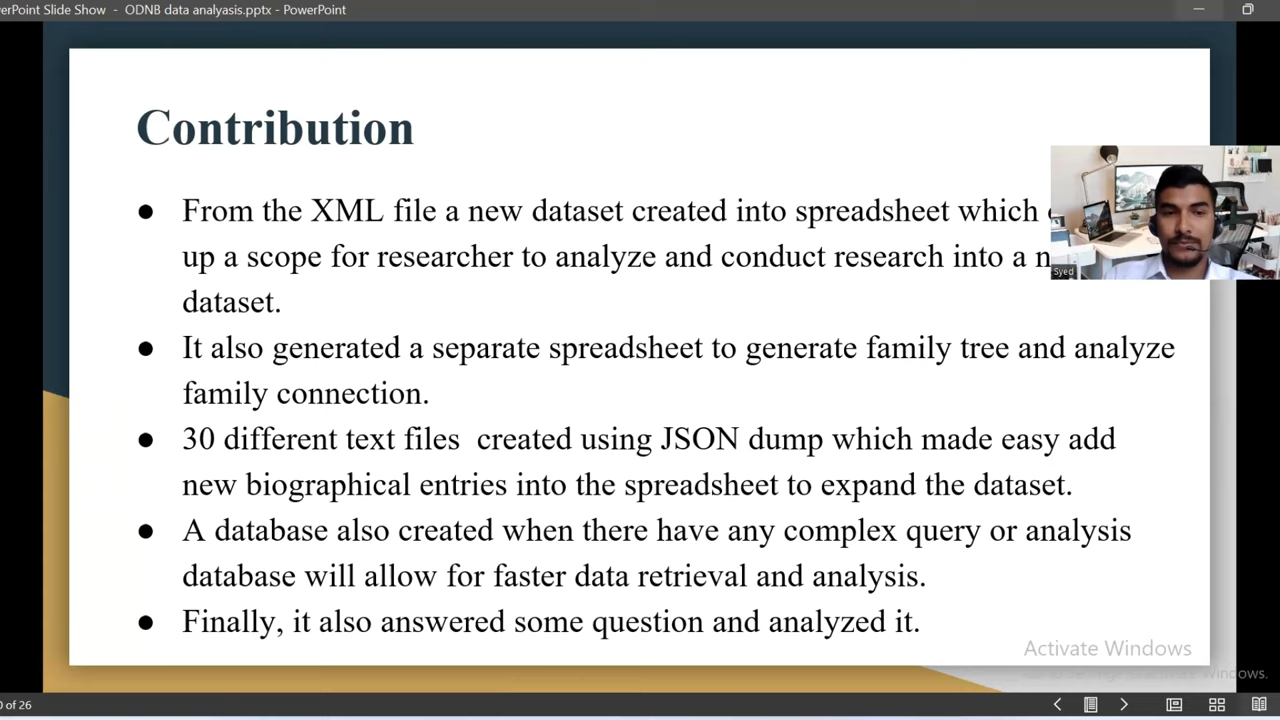 PowerPoint Slide Show - ODNB data analyasis.pptx - PowerPoint
Contribution
● From the XML file a new dataset created into spreadsheet which
up a scope for researcher to analyze and conduct research into a
dataset.
● It also generated a separate spreadsheet to generate family tree and analyze
family connection.
● 30 different text files created using JSON dump which made easy add
new biographical entries into the spreadsheet to expand the dataset.
● A database also created when there have any complex query or analysis
database will allow for faster data retrieval and analysis.
● Finally, it also answered some question and analyzed it.
Syed
Activate Windows
Windows.
of 26